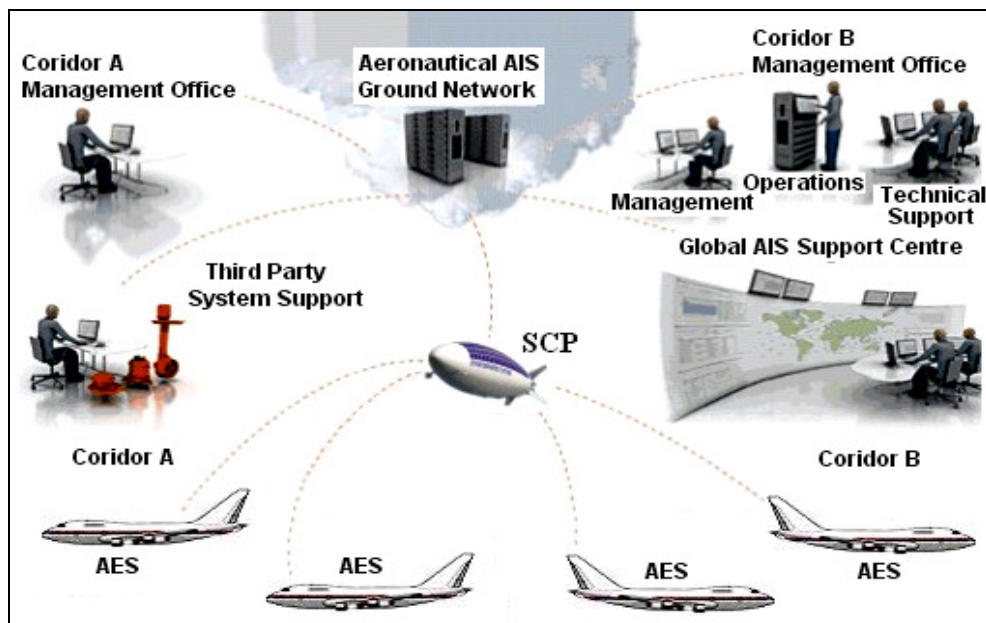 Coridor A
Management Office
Aeronautical AIS
Ground Network
Coridor B
Management Office
Management
Operations
Technical
Support
Global AIS Support Centre
Third Party
System Support
SCP
Coridor A
Coridor B
AES
AES
AES
AES